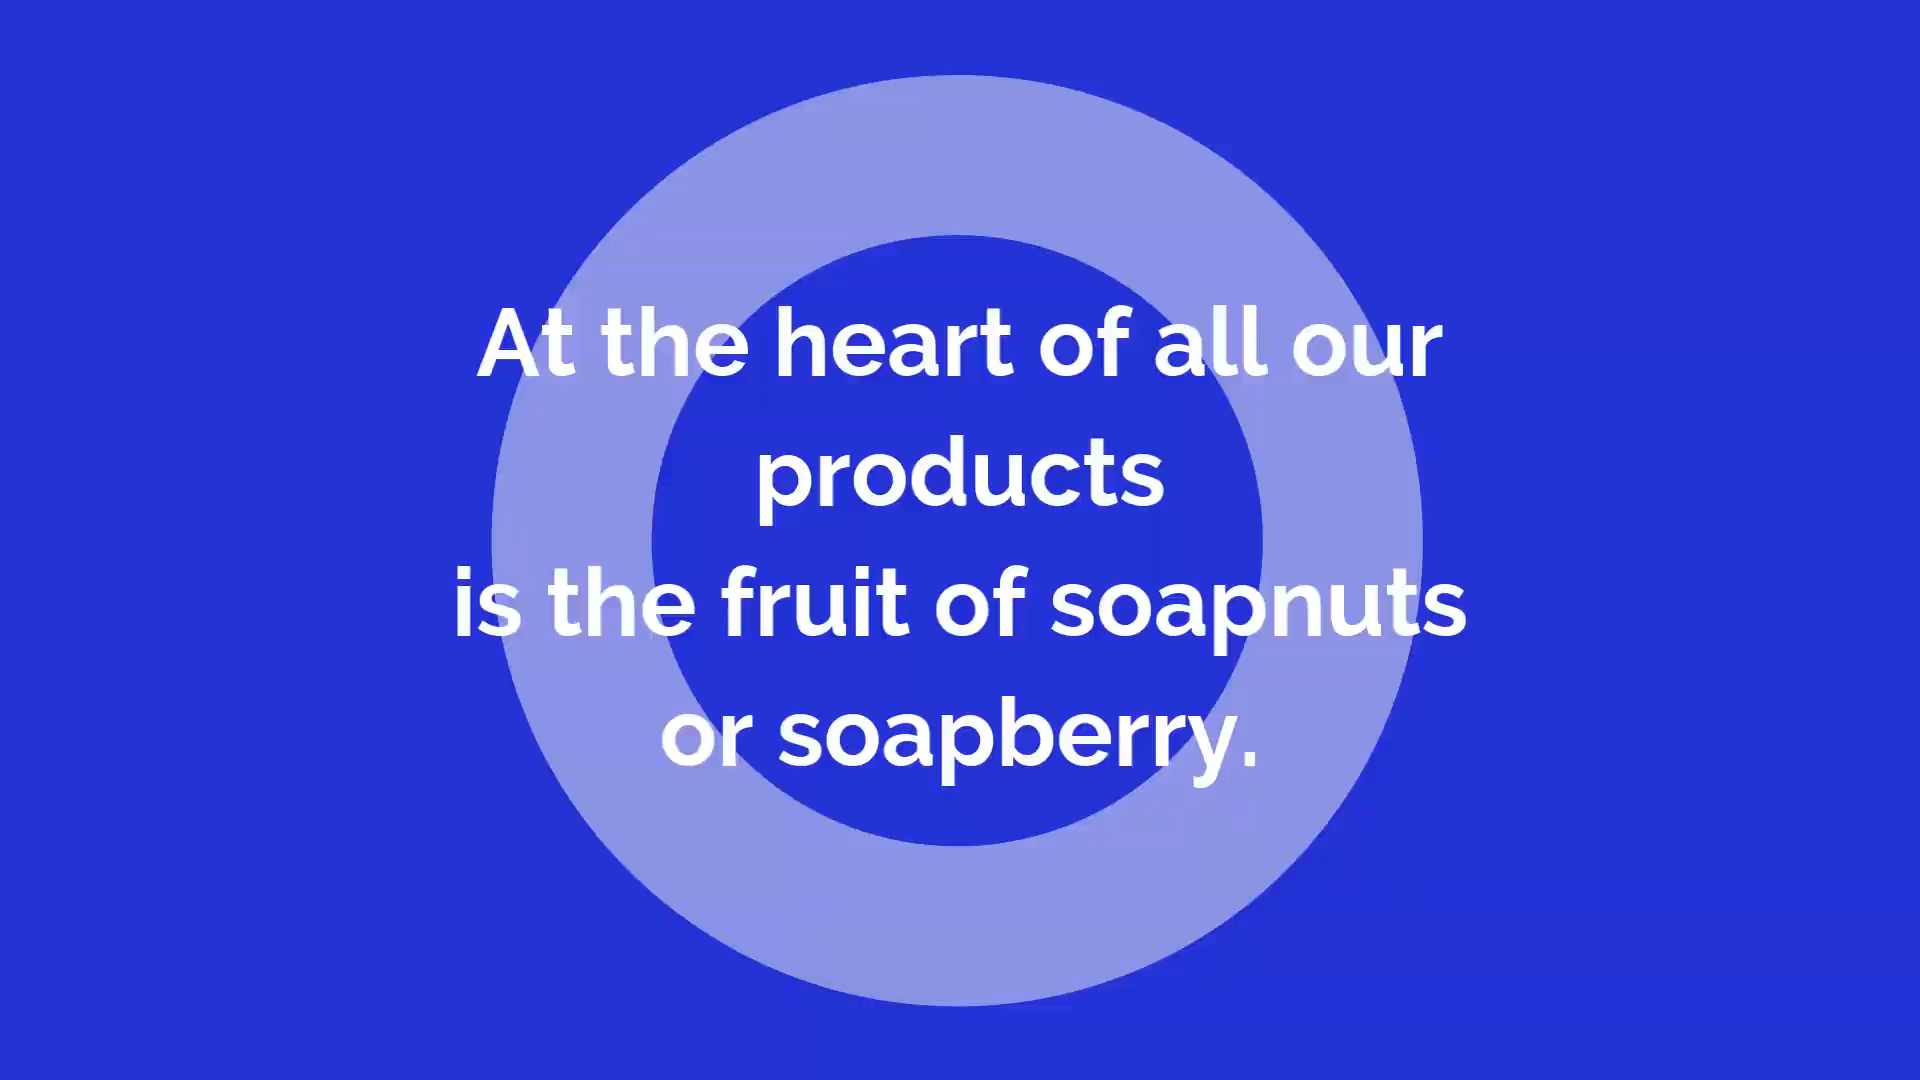 At the heart of all our
products
is the fruit of soapnuts
or soapberry.